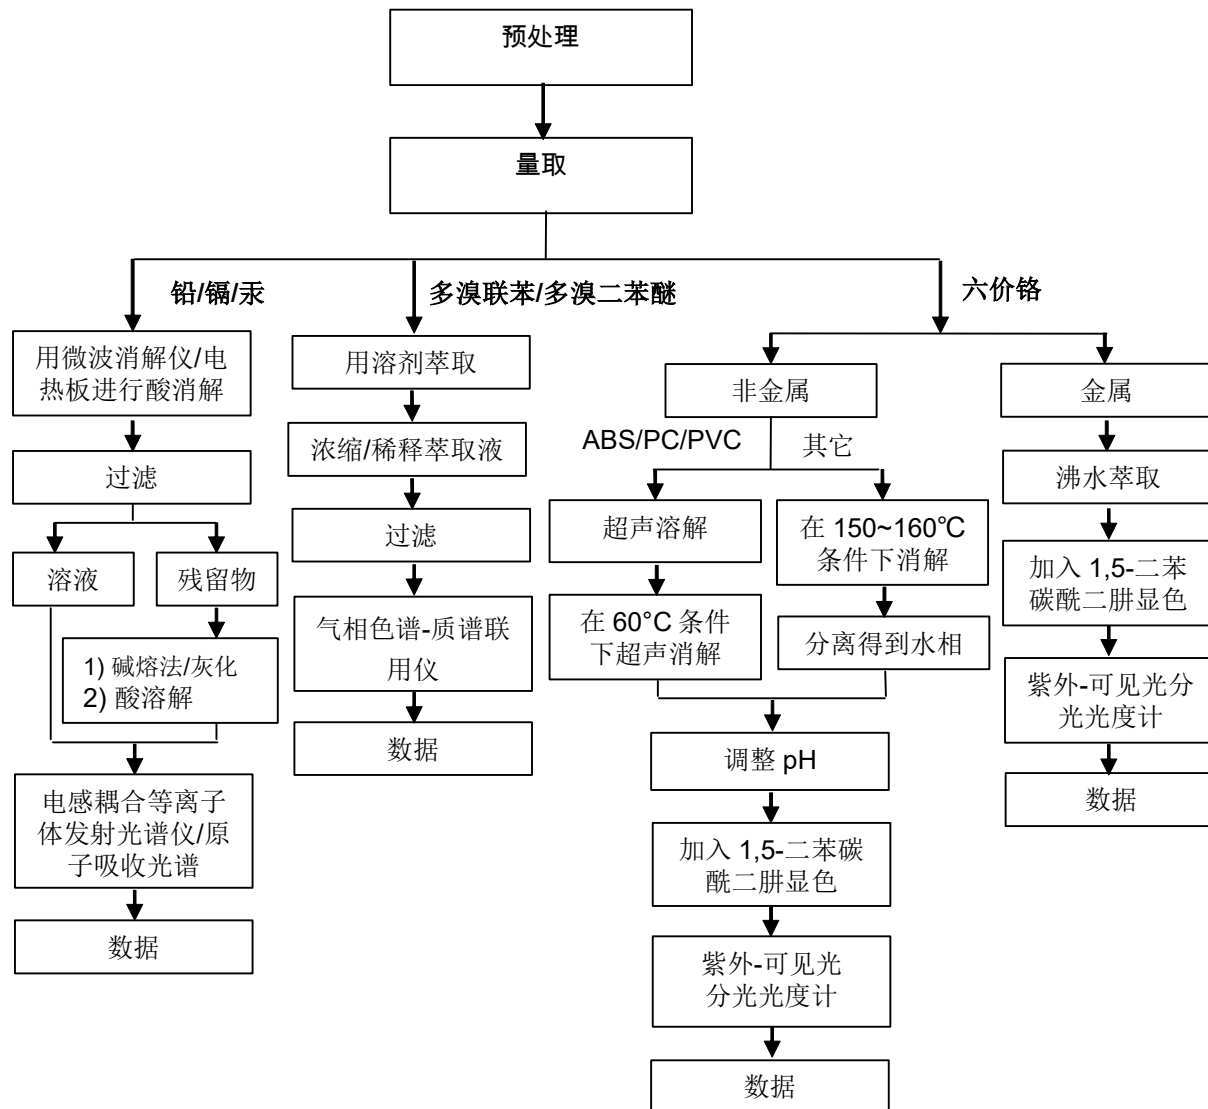 预处理
量取
铅/镉/汞
多溴联苯/多溴二苯醚
六价铬
用微波消解仪/电
热板进行酸消解
过滤
溶液
残留物
1) 碱熔法/灰化
2) 酸溶解
电感耦合等离子
体发射光谱仪/原
子吸收光谱
数据
用溶剂萃取
浓缩/稀释萃取液
过滤
气相色谱-质谱联
用仪
数据
非金属
ABS/PC/PVC
其它
超声溶解
在 60°C 条件
下超声消解
在 150~160℃
条件下消解
分离得到水相
调整 pH
加入 1,5-二苯碳
酰二肼显色
紫外-可见光
分光光度计
数据
金属
沸水萃取
加入 1,5-二苯
碳酰二肼显色
紫外-可见光分
光光度计
数据